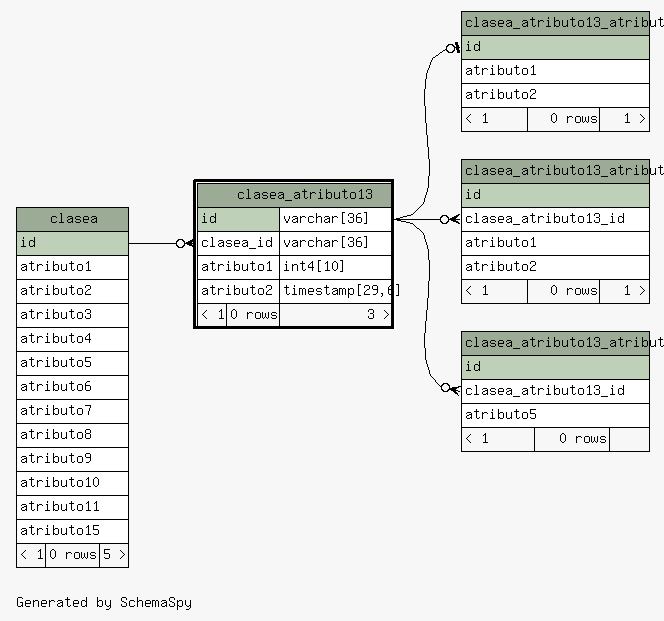 clasea
id
atributo1
atributo2
atributo3
atributo4
atributo5
atributo6
atributo7
atributo8
atributo9
atributo10
atributo11
atributo15
< 1 0 rows 5 >
clasea_atributo13
id varchar[36]
clasea_id varchar[36]
atributo1 int4[10]
atributo2 timestamp[29,6]
< 1 0 rows 3 >
clasea_atributo13_atribut
id
atributo1
atributo2
< 1 0 rows 1 >
clasea_atributo13_atribut
id
clasea_atributo13_id
atributo1
atributo2
< 1 0 rows 1 >
clasea_atributo13_atribut
id
clasea_atributo13_id
atributo5
< 1 0 rows
Generated by SchemaSpy